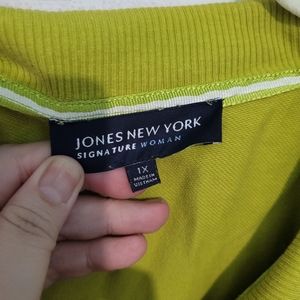 JONES NEW YORK
SIGNATURE WOMAN
1X
MADE IN
VIETNAM